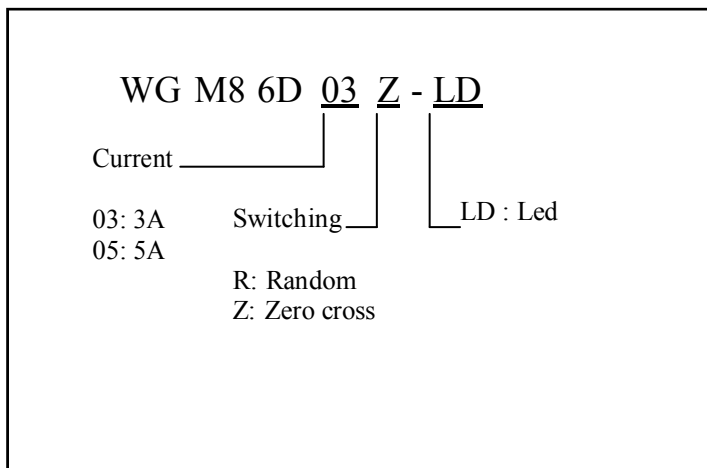 WG M8 6D 03 Z - LD
Current
03: 3A
05: 5A
Switching
R: Random
Z: Zero cross
LD : Led